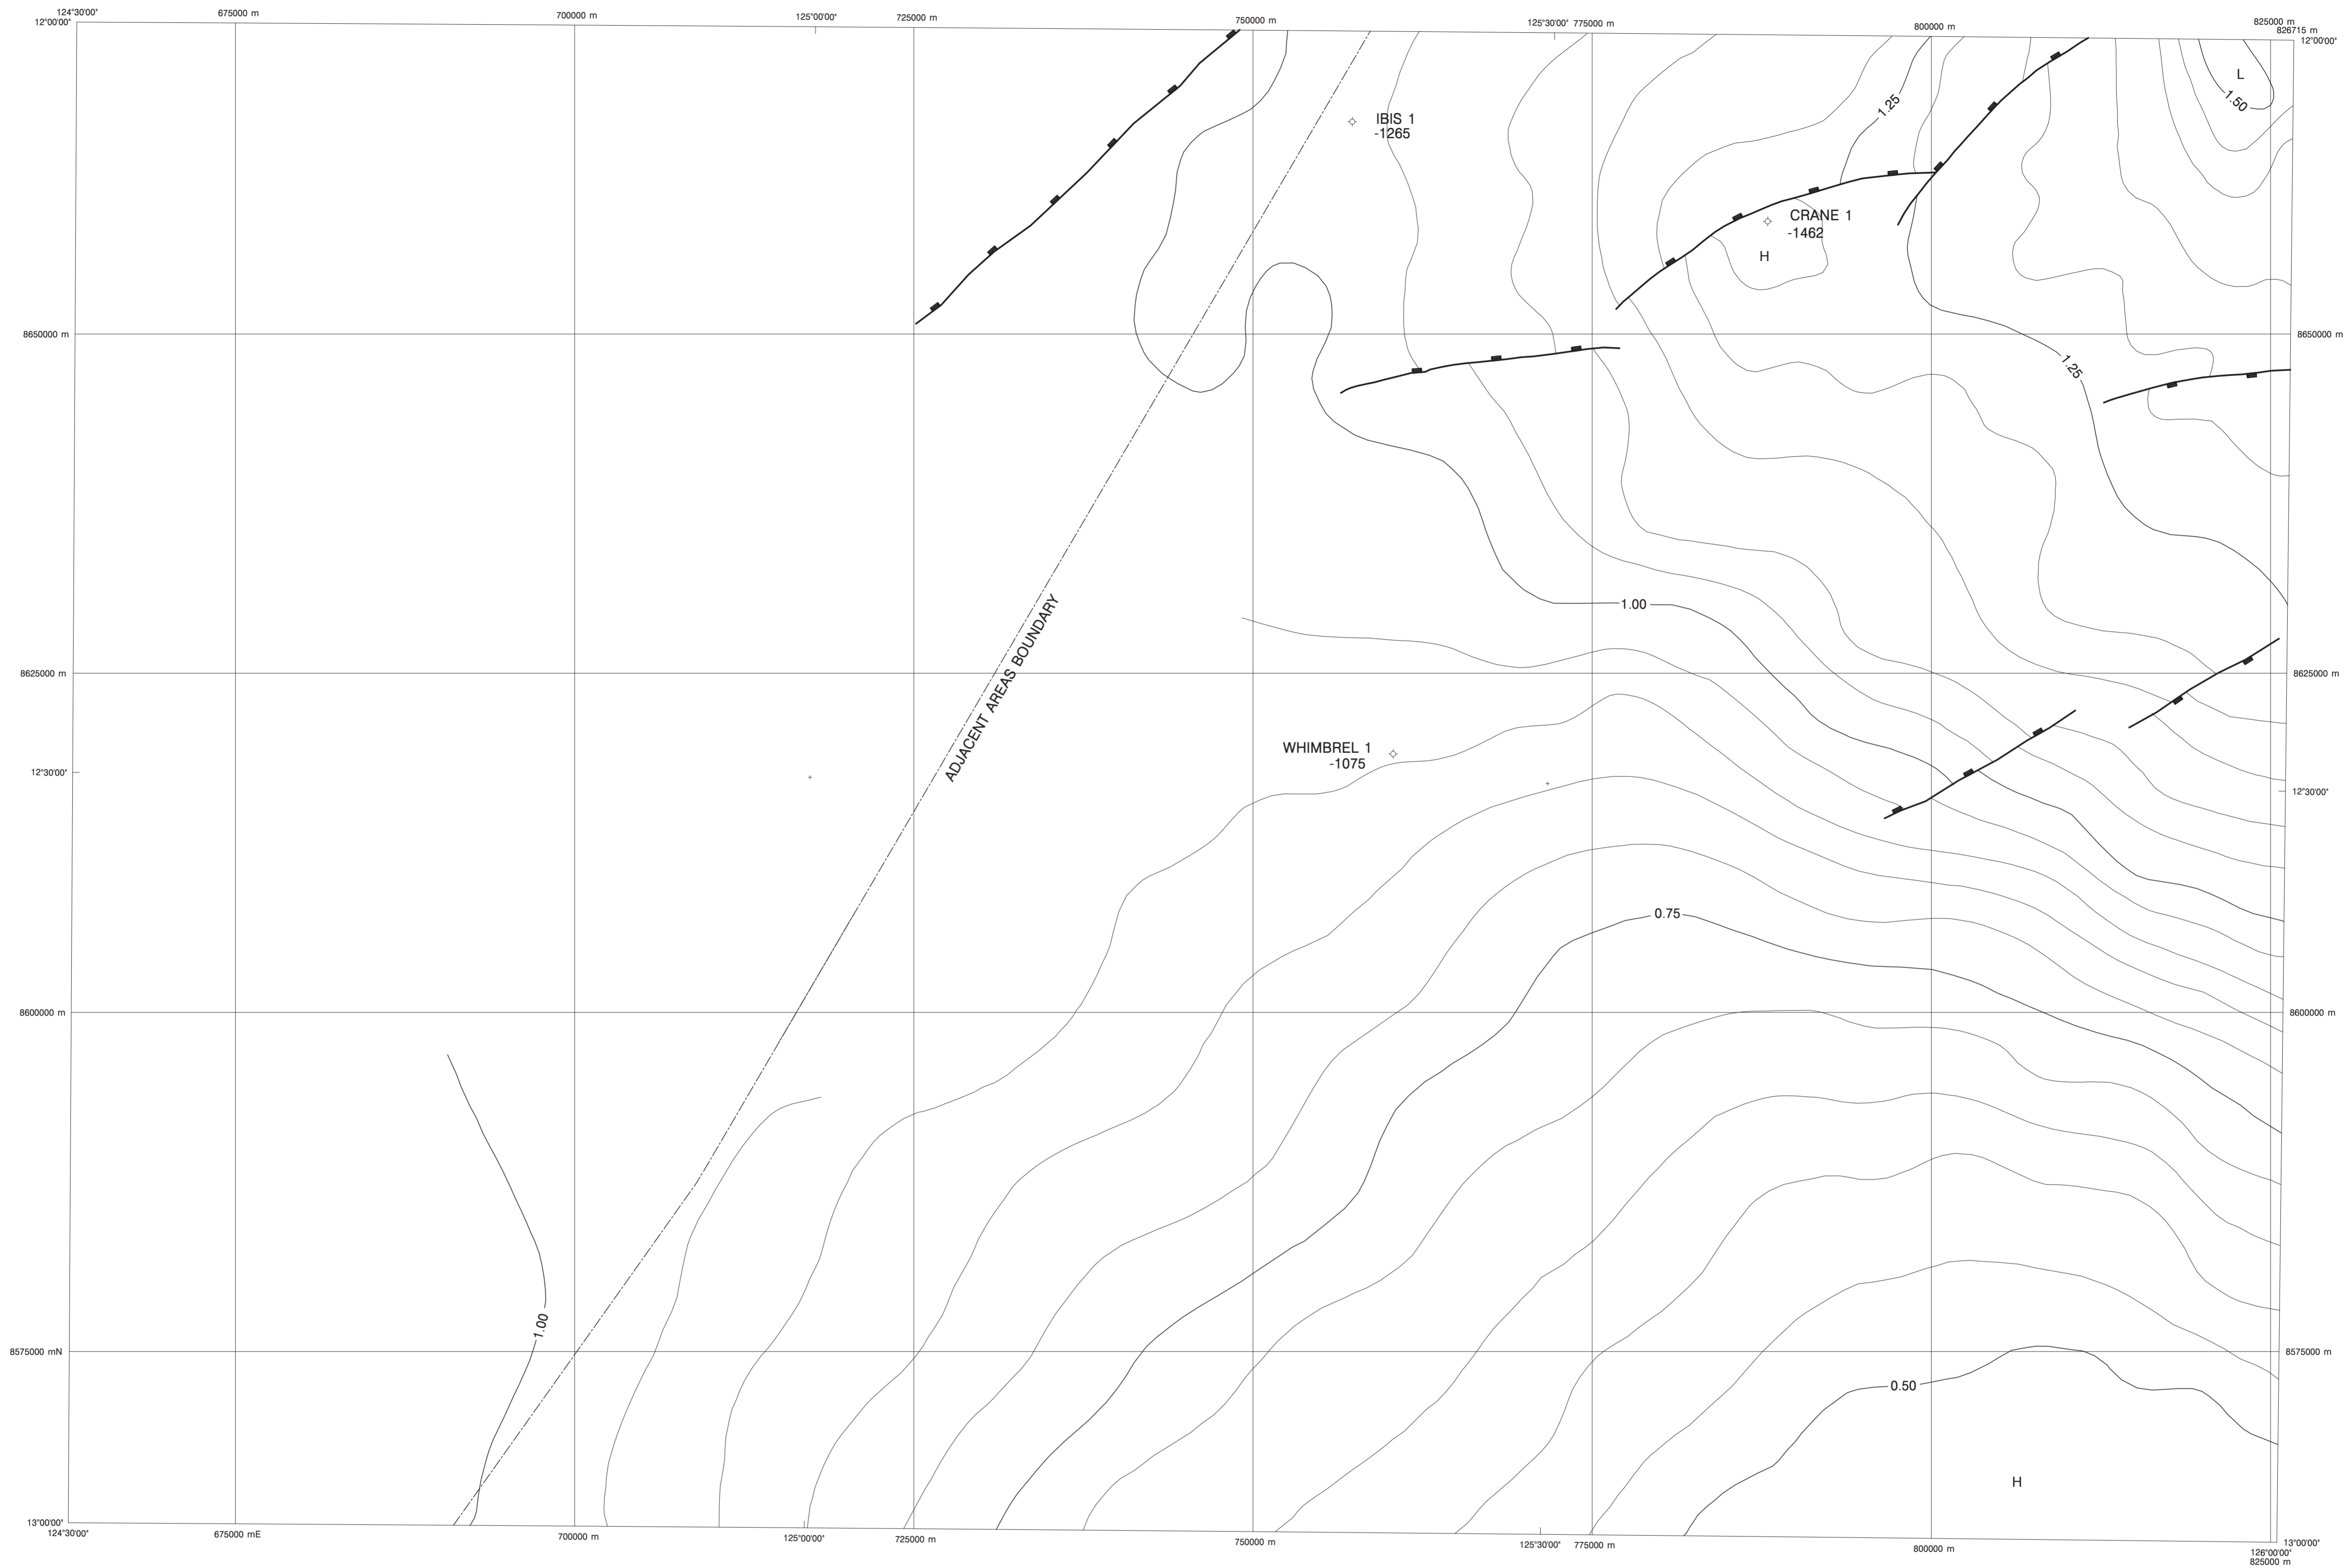 124°30'00"
675000 m
700000 m
125°00'00"
725000 m
750000 m
125°30'00"
775000 m
800000 m
825000 m
826715 m
12°00'00"
12°00'00"
L
1.50
1.25
IBIS 1
-1265
CRANE 1
-1462
H
8650000 m
8650000 m
1.25
1.00
ADJACENT AREAS BOUNDARY
8625000 m
8625000 m
WHIMBREL 1
-1075
12°30'00"
12°30'00"
0.75
8600000 m
8600000 m
1.00
8575000 mN
8575000 m
0.50
H
13°00'00"
13°00'00"
124°30'00"
675000 mE
700000 m
125°00'00"
725000 m
750000 m
125°30'00"
775000 m
800000 m
126°00'00"
825000 m